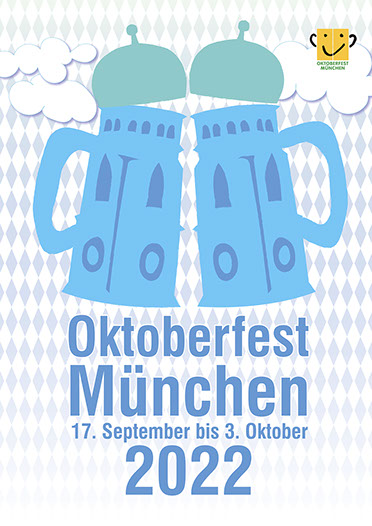 OKTOBERFEST
MÜNCHEN
Oktoberfest
München
17. September bis 3. Oktober
2022